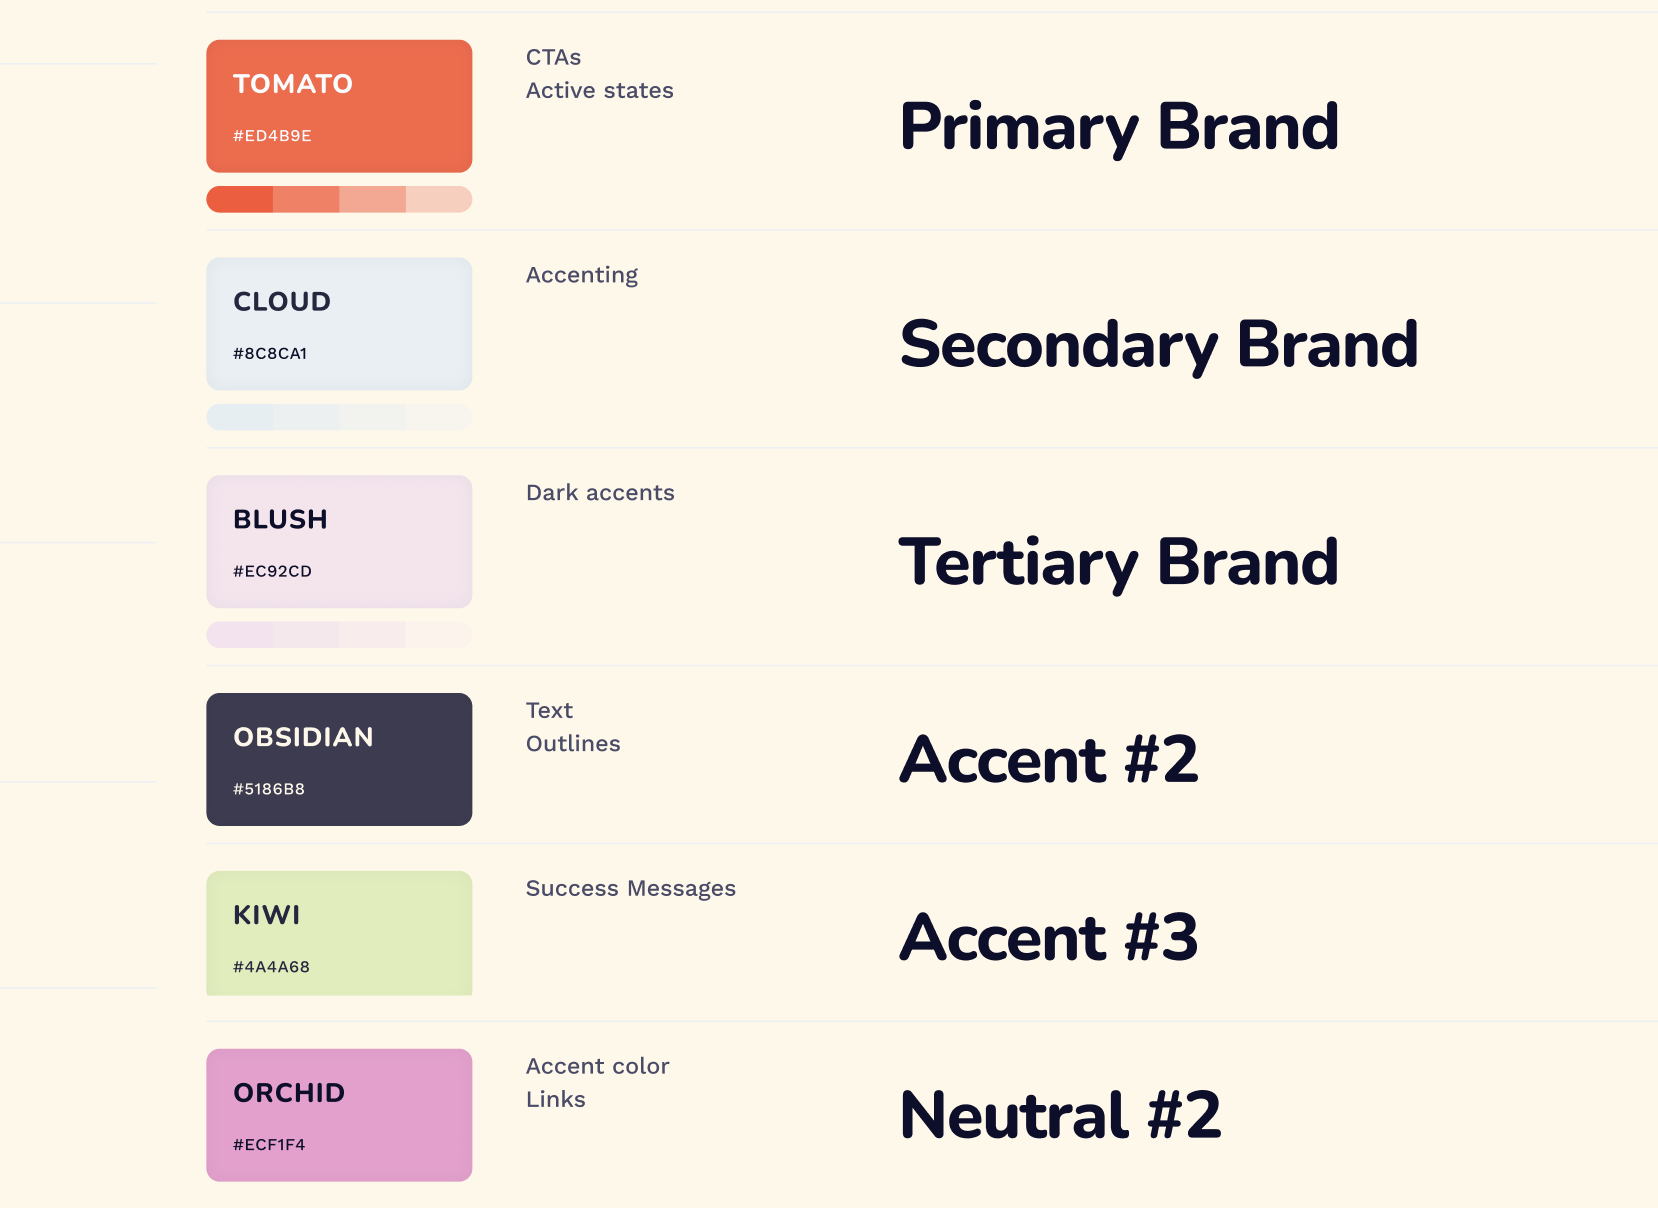 TOMATO
#ED4B9E
CTAs
Active states
Primary Brand
CLOUD
#8C8CA1
Accenting
Secondary Brand
BLUSH
#EC92CD
Dark accents
Tertiary Brand
OBSIDIAN
#5186B8
Text
Outlines
Accent #2
KIWI
#4A4A68
Success Messages
Accent #3
ORCHID
#ECF1F4
Accent color
Links
Neutral #2